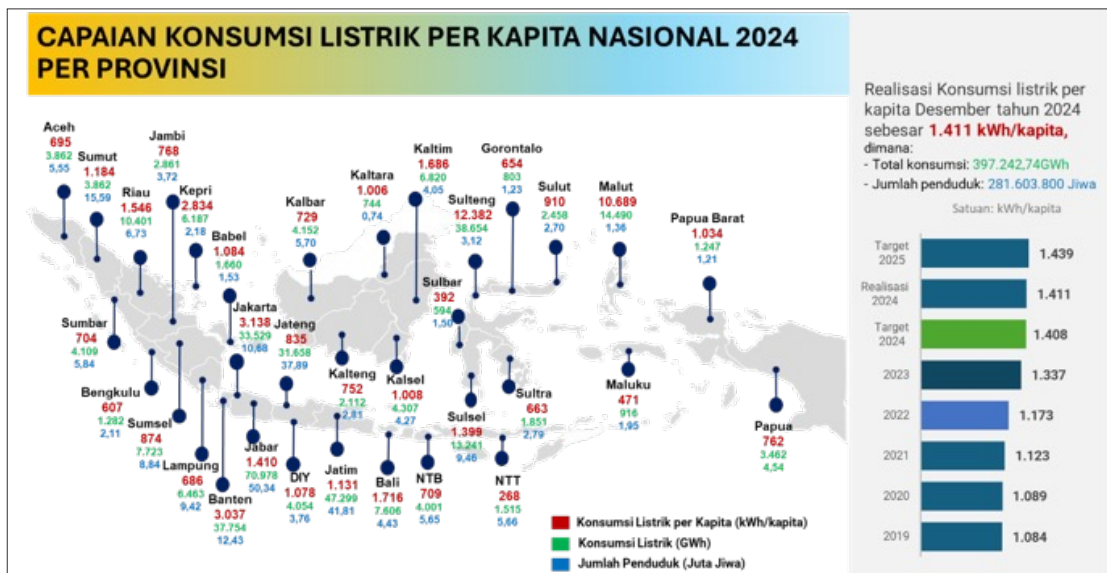 CAPAIAN KONSUMSI LISTRIK PER KAPITA NASIONAL 2024
PER PROVINSI
Aceh
695
3.862
5,55
Sumut
1.184
3.862
15,59
Riau
1.546
10.401
6,73
Jambi
768
2.861
3,72
Kepri
2.834
6.187
2,18
Babel
1.084
1.660
1,53
Jakarta
3.138
33.529
10,68
Jateng
835
31.658
37,89
Kalbar
729
4.152
5,70
Kaltara
1.006
744
0,74
Kaltim
1.686
6.820
4,05
Sulteng
12.382
38.654
3,12
Gorontalo
654
803
1,23
Sulut
910
2.458
2,70
Malut
10.689
14.490
1,36
Papua Barat
1.034
1.247
1,21
Sulbar
392
594
1,50
Sumbar
704
4.109
5,84
Bengkulu
607
1.282
2,11
Sumsel
874
7.723
8,84
Lampung
686
6.463
9,42
Banten
3.037
37.754
12,43
Jabar
1.410
70.978
50,34
DIY
1.078
4.054
3,76
Jatim
1.131
47.299
41,81
Kalteng
752
2.112
2,81
Kalsel
1.008
4.307
4,27
Bali
1.716
7.606
4,43
NTB
709
4.001
5,65
Sulsel
1.399
13.241
9,46
NTT
268
1.515
5,66
Sultra
663
1.851
2,79
Maluku
471
916
1,95
Papua
762
3.462
4,54
Konsumsi Listrik per Kapita (kWh/kapita)
Konsumsi Listrik (GWh)
Jumlah Penduduk (Juta Jiwa)
Realisasi Konsumsi listrik per
kapita Desember tahun 2024
sebesar 1.411 kWh/kapita,
dimana:
- Total konsumsi: 397.242,74GWh
- Jumlah penduduk: 281.603.800 Jiwa
Satuan: kWh/kapita
Target
2025
1.439
Realisasi
2024
1.411
Target
2024
1.408
2023
1.337
2022
1.173
2021
1.123
2020
1.089
2019
1.084